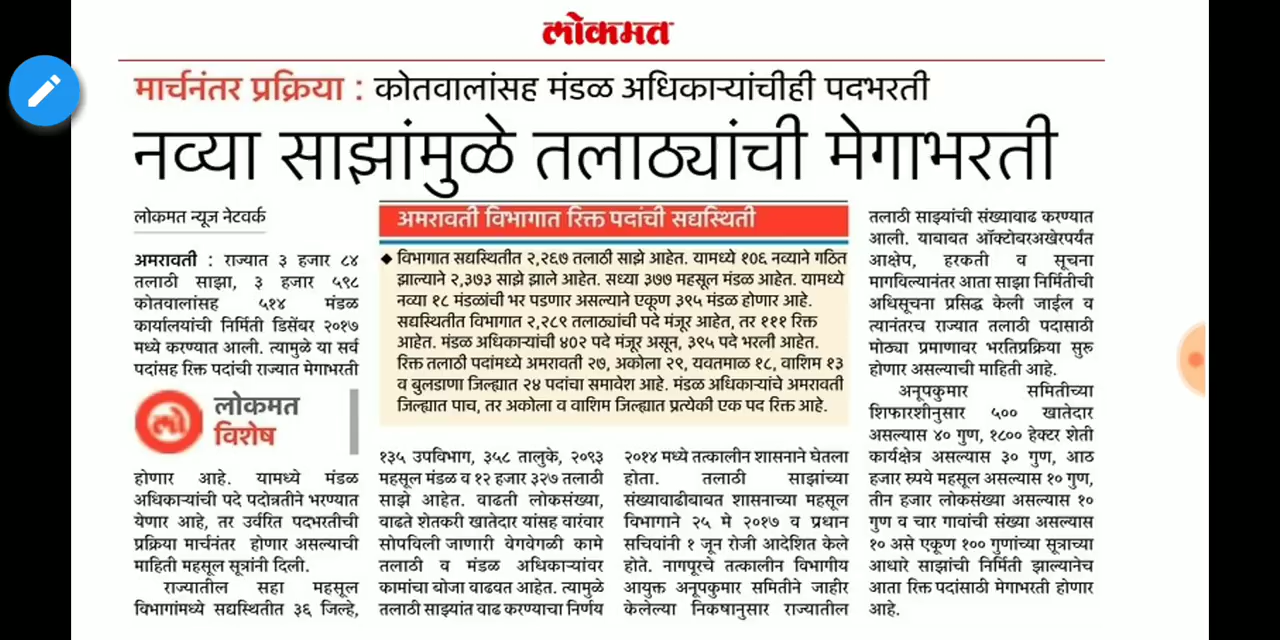 लोकमत
मार्चनंतर प्रक्रिया : कोतवालांसह मंडळ अधिकाऱ्यांचीही पदभरती
नव्या साझांमुळे तलाठ्यांची मेगाभरती
लोकमत न्यूज नेटवर्क
अमरावती : राज्यात ३ हजार ८४
तलाठी साझा, ३ हजार ५९८
कोतवालांसह ५१४ मंडळ
कार्यालयांची निर्मिती डिसेंबर २०१७
मध्ये करण्यात आली. त्यामुळे या सर्व
पदांसह रिक्त पदांची राज्यात मेगाभरती
लो
लोकमत
विशेष
होणार आहे. यामध्ये मंडळ
अधिकाऱ्यांची पदे पदोन्नतीने भरण्यात
येणार आहे, तर उर्वरित पदभरतीची
प्रक्रिया मार्चनंतर होणार असल्याची
माहिती महसूल सूत्रांनी दिली.
राज्यातील सहा महसूल
विभागांमध्ये सद्यस्थितीत ३६ जिल्हे,
अमरावती विभागात रिक्त पदांची सद्यस्थिती
◆ विभागात सद्यस्थितीत २,२६७ तलाठी साझे आहेत. यामध्ये १०६ नव्याने गठित
झाल्याने २,३७३ साझे झाले आहेत. सध्या ३७७ महसूल मंडळ आहेत. यामध्ये
नव्या १८ मंडळांची भर पडणार असल्याने एकूण ३९५ मंडळ होणार आहे.
सद्यस्थितीत विभागात २,२८९ तलाठ्यांची पदे मंजूर आहेत, तर १११ रिक्त
आहेत. मंडळ अधिकाऱ्यांची ४०२ पदे मंजूर असून, ३९५ पदे भरली आहेत.
रिक्त तलाठी पदांमध्ये अमरावती २७, अकोला २९, यवतमाळ १८, वाशिम १३
व बुलडाणा जिल्ह्यात २४ पदांचा समावेश आहे. मंडळ अधिकाऱ्यांचे अमरावती
जिल्ह्यात पाच, तर अकोला व वाशिम जिल्ह्यात प्रत्येकी एक पद रिक्त आहे.
१३५ उपविभाग, ३५८ तालुके, २०९३
महसूल मंडळ व १२ हजार ३२७ तलाठी
साझे आहेत. वाढती लोकसंख्या,
वाढते शेतकरी खातेदार यांसह वारंवार
सोपविली जाणारी वेगवेगळी कामे
तलाठी व मंडळ अधिकाऱ्यांवर
कामांचा बोजा वाढवत आहेत. त्यामुळे
तलाठी साझ्यांत वाढ करण्याचा निर्णय
२०१४ मध्ये तत्कालीन शासनाने घेतला
होता. तलाठी साझांच्या
संख्यावाढीबाबत शासनाच्या महसूल
विभागाने २५ मे २०१७ व प्रधान
सचिवांनी १ जून रोजी आदेशित केले
होते. नागपूरचे तत्कालीन विभागीय
आयुक्त अनूपकुमार समितीने जाहीर
केलेल्या निकषानुसार राज्यातील
तलाठी साझ्यांची संख्यावाढ करण्यात
आली. याबाबत ऑक्टोबरअखेरपर्यंत
आक्षेप, हरकती व सूचना
मागविल्यानंतर आता साझा निर्मितीची
अधिसूचना प्रसिद्ध केली जाईल व
त्यानंतरच राज्यात तलाठी पदासाठी
मोठ्या प्रमाणावर भरतिप्रक्रिया सुरू
होणार असल्याची माहिती आहे.
अनूपकुमार समितीच्या
शिफारशीनुसार ५०० खातेदार
असल्यास ४० गुण, १८०० हेक्टर शेती
कार्यक्षेत्र असल्यास ३० गुण, आठ
हजार रुपये महसूल असल्यास १० गुण,
तीन हजार लोकसंख्या असल्यास १०
गुण व चार गावांची संख्या असल्यास
१० असे एकूण १०० गुणांच्या सूत्राच्या
आधारे साझांची निर्मिती झाल्यानेच
आता रिक्त पदांसाठी मेगाभरती होणार
आहे.